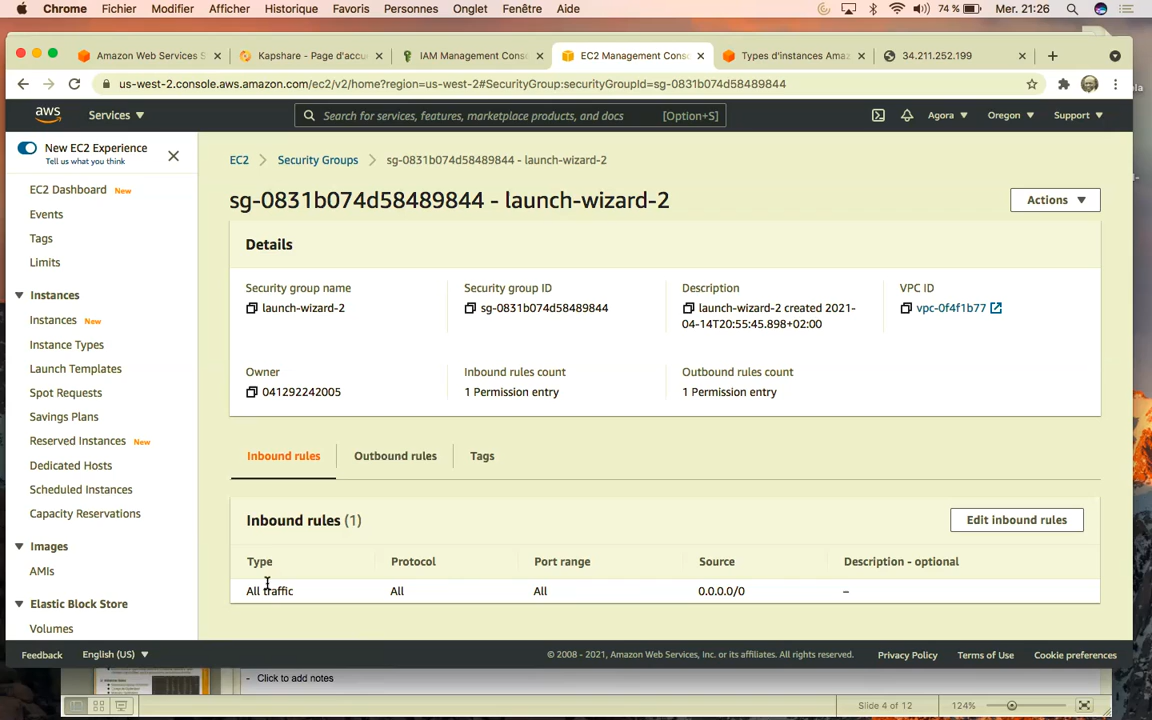 Chrome Fichier Modifier Afficher Historique Favoris Personnes Onglet Fenêtre Aide 74 % Mer. 21:26
Amazon Web Services S Kapshare - Page d'accu IAM Management Cons EC2 Management Cons Types d'instances Amaz 34.211.252.199
us-west-2.console.aws.amazon.com/ec2/v2/home?region=us-west-2#SecurityGroup:securityGroupId=sg-0831b074d58489844
aws Services Search for services, features, marketplace products, and docs [Option+S] Agora Oregon Support
New EC2 Experience
Tell us what you think
EC2 Dashboard New
Events
Tags
Limits
Instances
Instances New
Instance Types
Launch Templates
Spot Requests
Savings Plans
Reserved Instances New
Dedicated Hosts
Scheduled Instances
Capacity Reservations
Images
AMIs
Elastic Block Store
Volumes
EC2 Security Groups sg-0831b074d58489844 - launch-wizard-2
sg-0831b074d58489844 - launch-wizard-2 Actions
Details
Security group name Security group ID Description VPC ID
launch-wizard-2 sg-0831b074d58489844 launch-wizard-2 created 2021- vpc-0f4f1b77
04-14T20:55:45.898+02:00
Owner Inbound rules count Outbound rules count
041292242005 1 Permission entry 1 Permission entry
Inbound rules Outbound rules Tags
Inbound rules (1) Edit inbound rules
Type Protocol Port range Source Description - optional
All traffic All All 0.0.0.0/0 –
Feedback English (US) © 2008 - 2021, Amazon Web Services, Inc. or its affiliates. All rights reserved. Privacy Policy Terms of Use Cookie preferences
- Click to add notes
Slide 4 of 12 124%